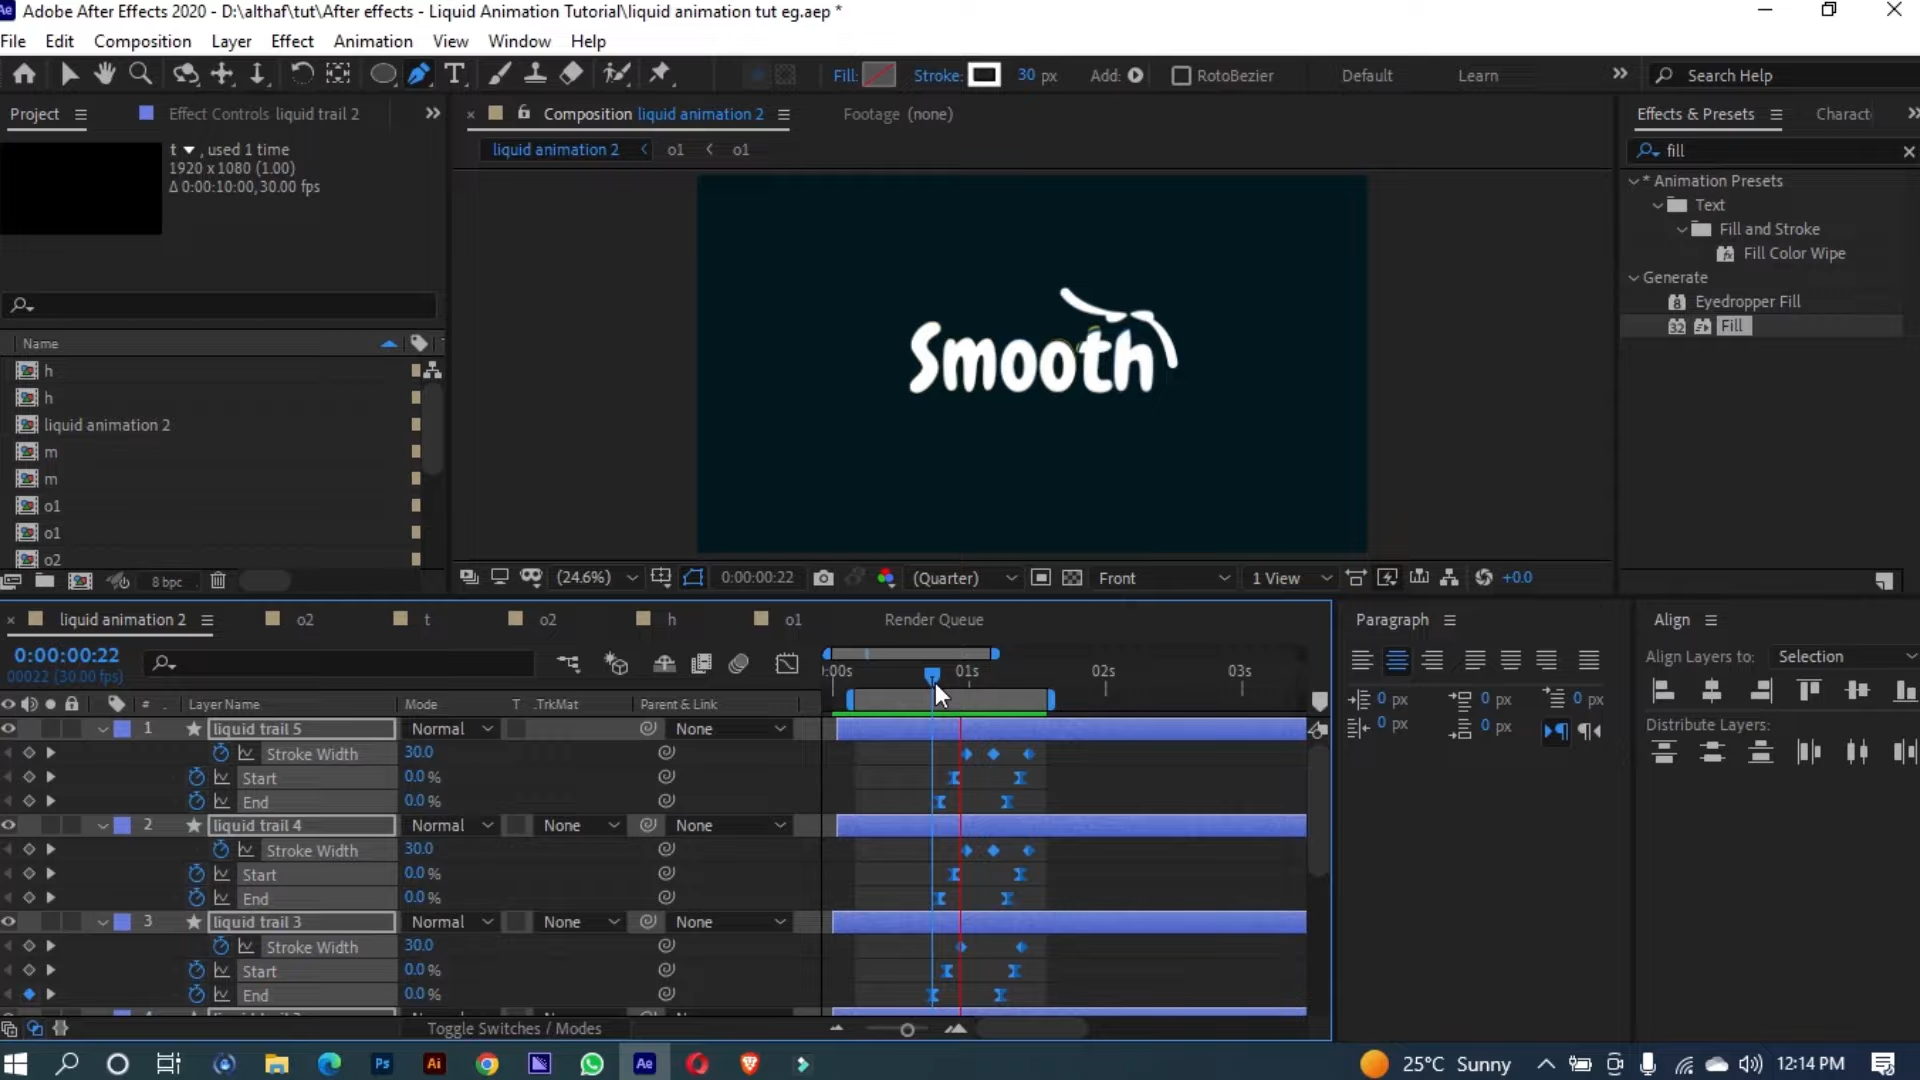 Adobe After Effects 2020 - D:\althaf\tut\After effects - Liquid Animation Tutorial\liquid animation tut eg.aep *
File Edit Composition Layer Effect Animation View Window Help
Fill: Stroke: 30 px Add: RotoBezier Default Learn Search Help
Project Effect Controls liquid trail 2
Composition liquid animation 2 Footage (none)
liquid animation 2 o1 o1
t , used 1 time
1920 x 1080 (1.00)
Δ 0:00:10:00, 30.00 fps
Effects & Presets Charact
fill
* Animation Presets
Text
Fill and Stroke
Fill Color Wipe
Generate
Eyedropper Fill
Fill
Smooth
Name
h
h
liquid animation 2
m
m
o1
o1
o2
8 bpc
(24.6%) 0:00:00:22 (Quarter) Front 1 View +0.0
liquid animation 2 o2 t o2 h o1 Render Queue
0:00:00:22
00022 (30.00 fps)
:00s 01s 02s 03s
# Layer Name Mode T .TrkMat Parent & Link
1 liquid trail 5 Normal None
Stroke Width 30.0
Start 0.0 %
End 0.0 %
2 liquid trail 4 Normal None None
Stroke Width 30.0
Start 0.0 %
End 0.0 %
3 liquid trail 3 Normal None None
Stroke Width 30.0
Start 0.0 %
End 0.0 %
Toggle Switches / Modes
Paragraph
0 px 0 px 0 px
0 px 0 px
Align
Align Layers to: Selection
Distribute Layers:
Ps Ai Ae 25°C Sunny 12:14 PM